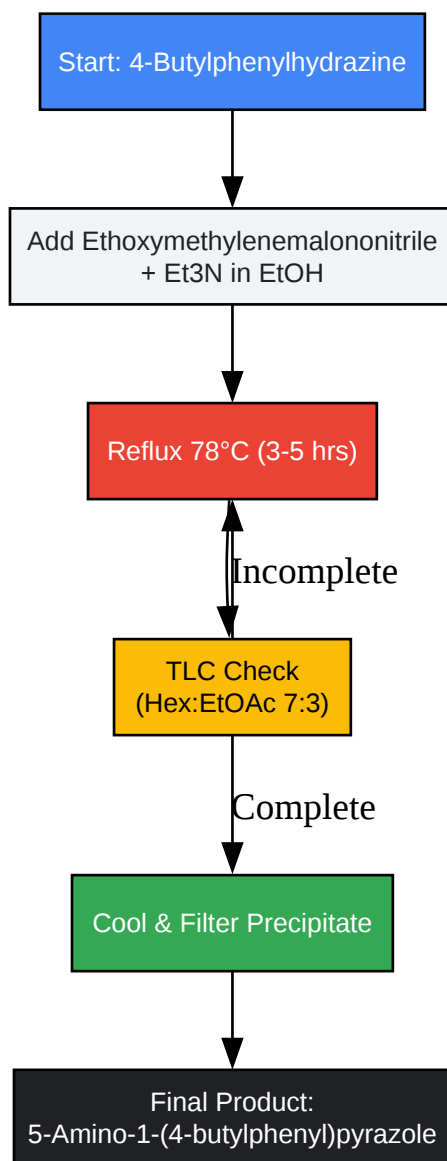 Start: 4-Butylphenylhydrazine
Add Ethoxymethylenemalononitrile
+ Et3N in EtOH
Reflux 78°C (3-5 hrs)
Incomplete
TLC Check
(Hex:EtOAc 7:3)
Complete
Cool & Filter Precipitate
Final Product:
5-Amino-1-(4-butylphenyl)pyrazole